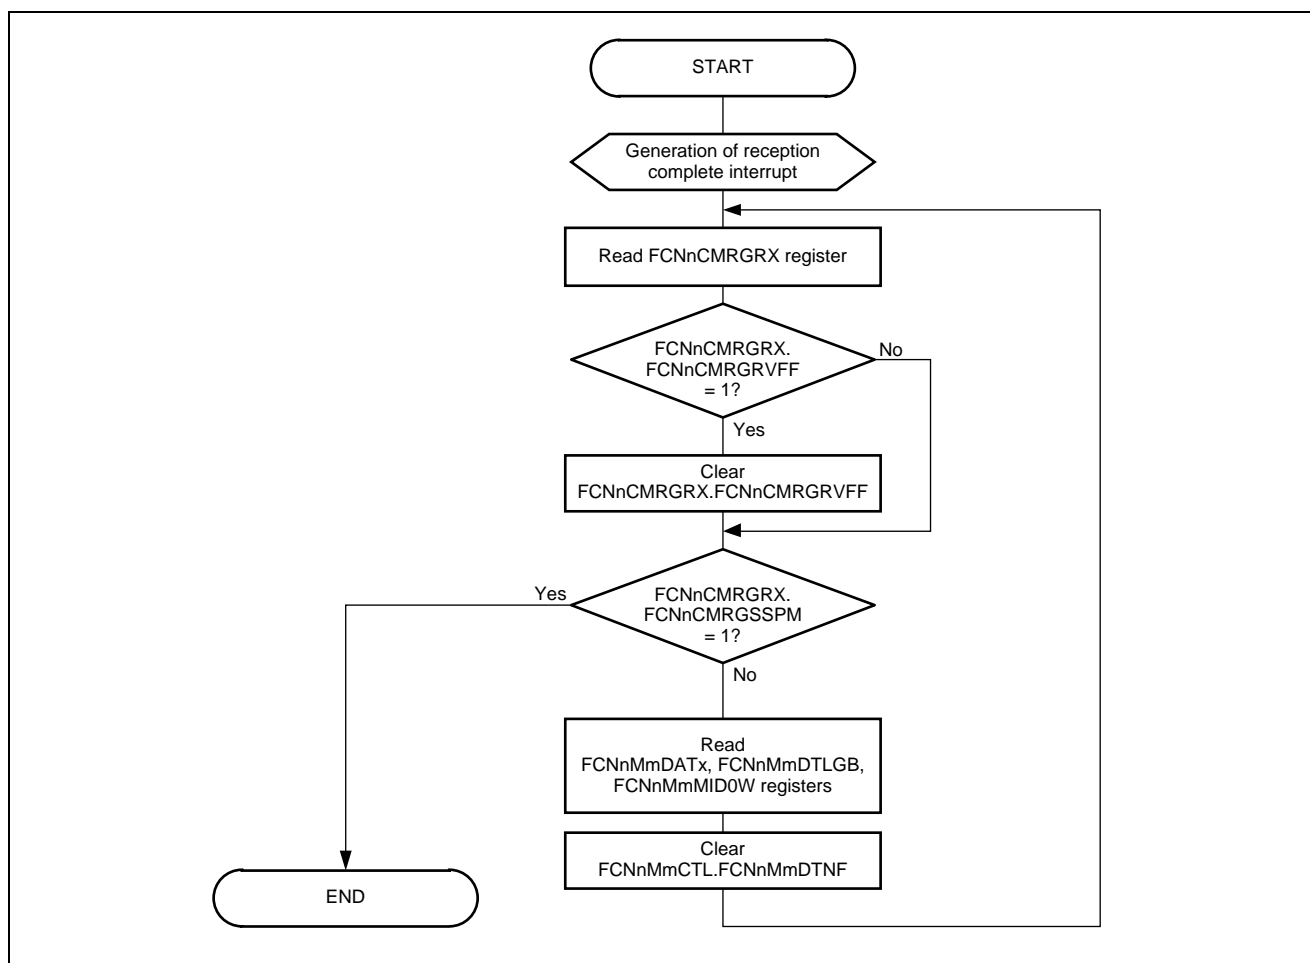 START
Generation of reception
complete interrupt
Read FCNnCMRGRX register
FCNnCMRGRX.
FCNnCMRGRVFF
= 1?
No
Yes
Clear
FCNnCMRGRX.FCNnCMRGRVFF
Yes
FCNnCMRGRX.
FCNnCMRGSSPM
= 1?
No
Read
FCNnMmDATx, FCNnMmDTLGB,
FCNnMmMID0W registers
Clear
FCNnMmCTL.FCNnMmDTNF
END